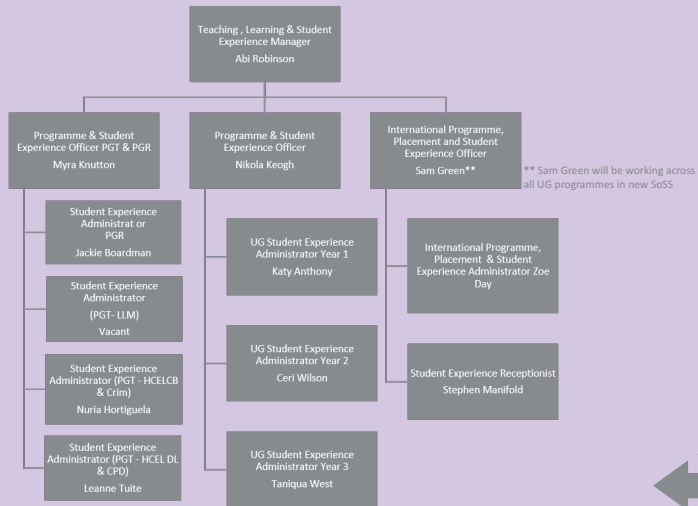 Teaching , Learning & Student
Experience Manager
Abi Robinson
Programme & Student
Experience Officer PGT & PGR
Myra Knutton
Programme & Student
Experience Officer
Nikola Keogh
International Programme,
Placement and Student
Experience Officer
Sam Green**
** Sam Green will be working across
all UG programmes in new SoSS
Student Experience
Administrat or
PGR
Jackie Boardman
Student Experience
Administrator
(PGT- LLM)
Vacant
Student Experience
Administrator (PGT - HCELCB
& Crim)
Nuria Hortiguela
Student Experience
Administrator (PGT - HCEL DL
& CPD)
Leanne Tuite
UG Student Experience
Administrator Year 1
Katy Anthony
UG Student Experience
Administrator Year 2
Ceri Wilson
UG Student Experience
Administrator Year 3
Taniqua West
International Programme,
Placement & Student
Experience Administrator Zoe
Day
Student Experience Receptionist
Stephen Manifold